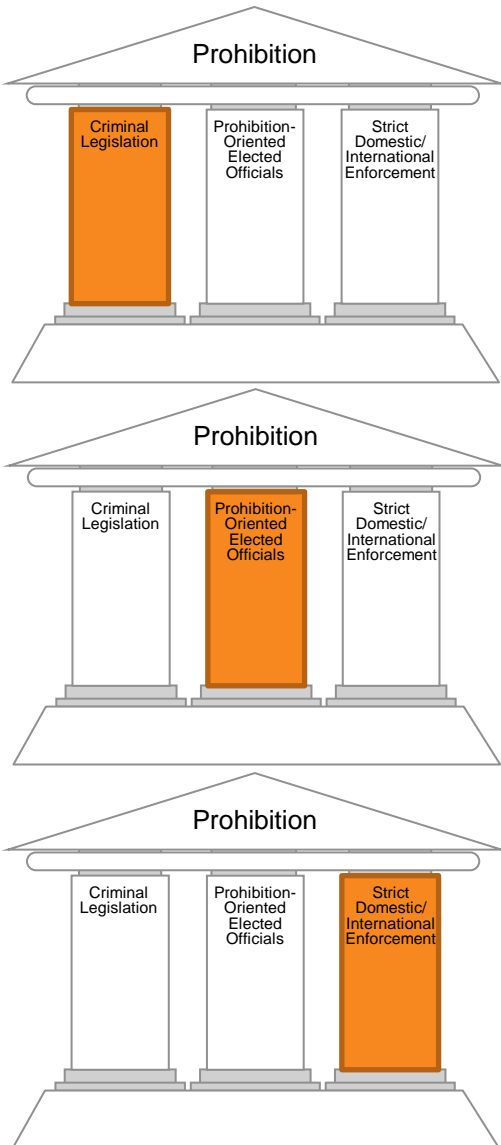 Prohibition
Criminal
Legislation
Prohibition-
Oriented
Elected
Officials
Strict
Domestic/
International
Enforcement
Prohibition
Criminal
Legislation
Prohibition-
Oriented
Elected
Officials
Strict
Domestic/
International
Enforcement
Prohibition
Criminal
Legislation
Prohibition-
Oriented
Elected
Officials
Strict
Domestic/
International
Enforcement